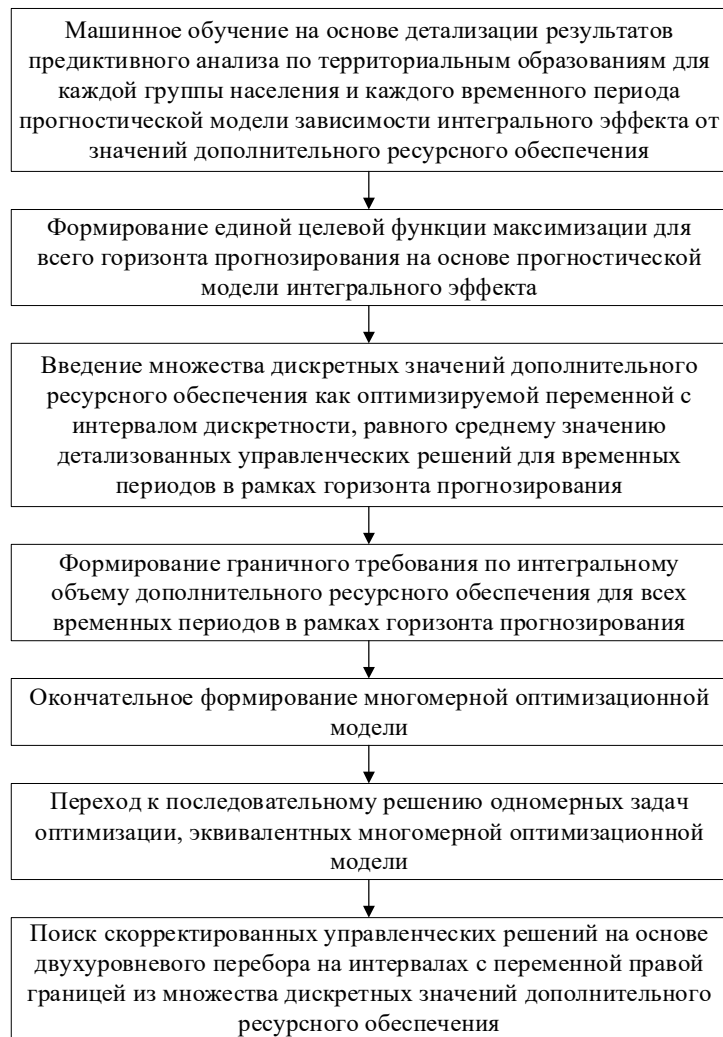 Машинное обучение на основе детализации результатов
предиктивного анализа по территориальным образованиям для
каждой группы населения и каждого временного периода
прогностической модели зависимости интегрального эффекта от
значений дополнительного ресурсного обеспечения
Формирование единой целевой функции максимизации для
всего горизонта прогнозирования на основе прогностической
модели интегрального эффекта
Введение множества дискретных значений дополнительного
ресурсного обеспечения как оптимизируемой переменной с
интервалом дискретности, равного среднему значению
детализованных управленческих решений для временных
периодов в рамках горизонта прогнозирования
Формирование граничного требования по интегральному
объему дополнительного ресурсного обеспечения для всех
временных периодов в рамках горизонта прогнозирования
Окончательное формирование многомерной оптимизационной
модели
Переход к последовательному решению одномерных задач
оптимизации, эквивалентных многомерной оптимизационной
модели
Поиск скорректированных управленческих решений на основе
двухуровневого перебора на интервалах с переменной правой
границей из множества дискретных значений дополнительного
ресурсного обеспечения